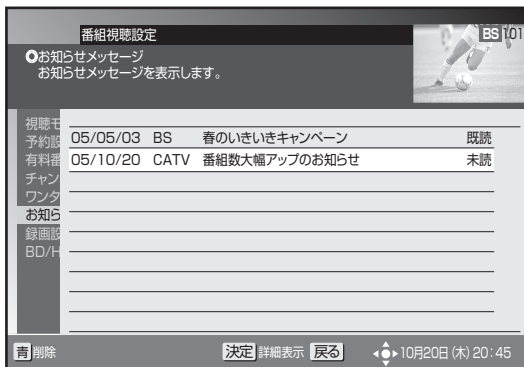 番組視聴設定
BS 101
お知らせメッセージ
お知らせメッセージを表示します。
視聴モ
予約設
有料番
チャン
ワンタ
お知ら
録画設
BD/H
05/05/03 BS 春のいきいきキャンペーン 既読
05/10/20 CATV 番組数大幅アップのお知らせ 未読
青 削除 決定 詳細表示 戻る 10月20日(木)20:45